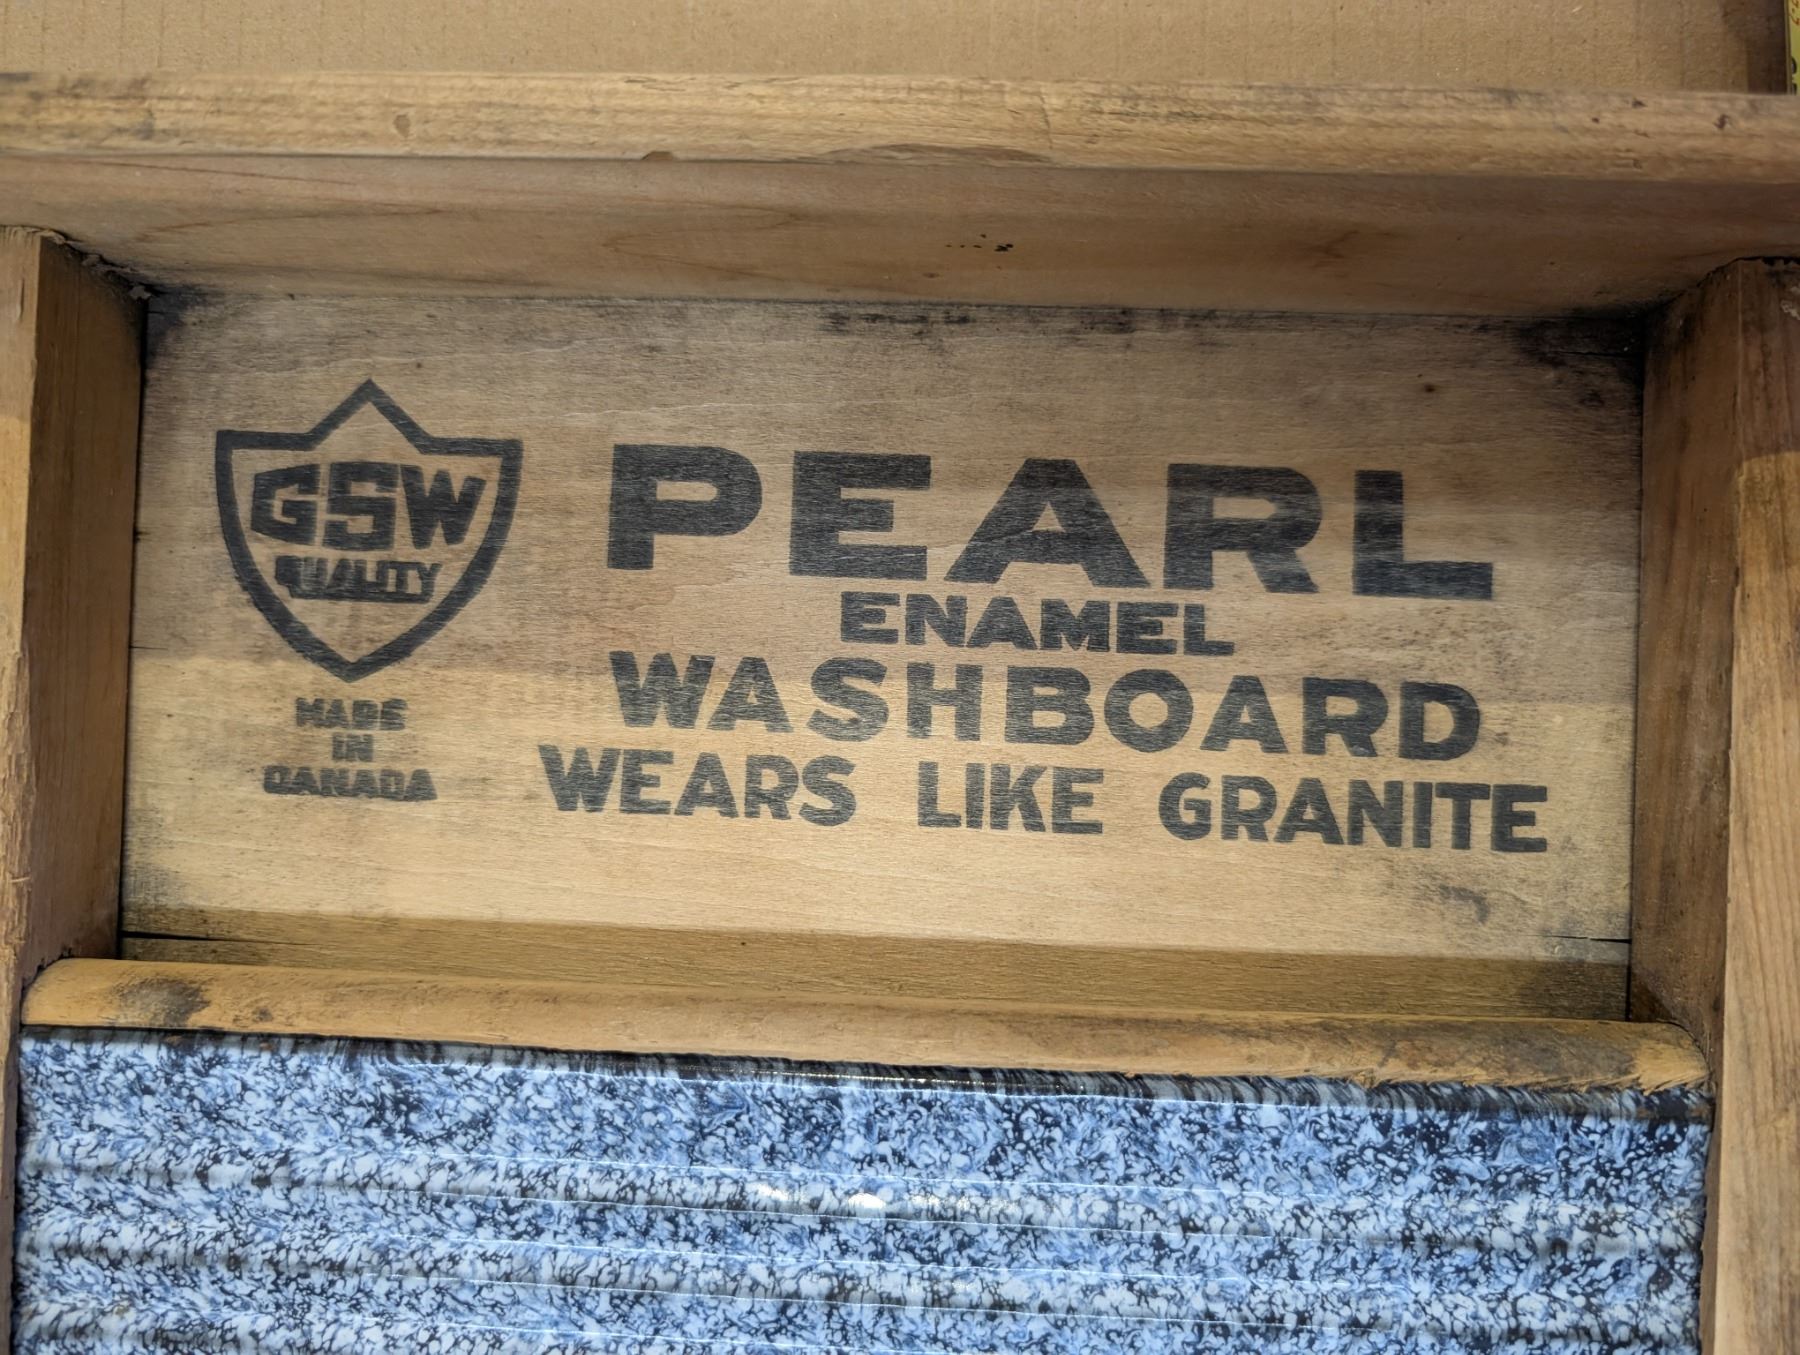 GSW
QUALITY
MADE
IN
CANADA
PEARL
ENAMEL
WASHBOARD
WEARS LIKE GRANITE